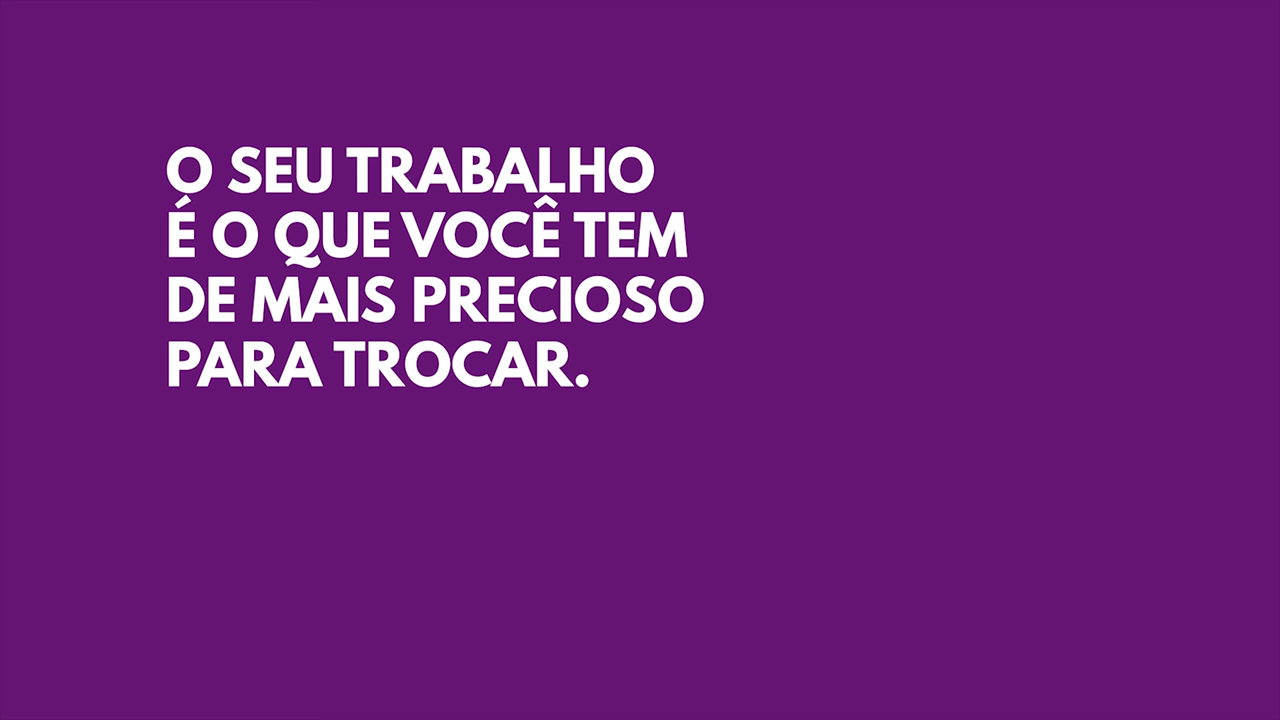 O SEU TRABALHO
É O QUE VOCÊ TEM
DE MAIS PRECIOSO
PARA TROCAR.